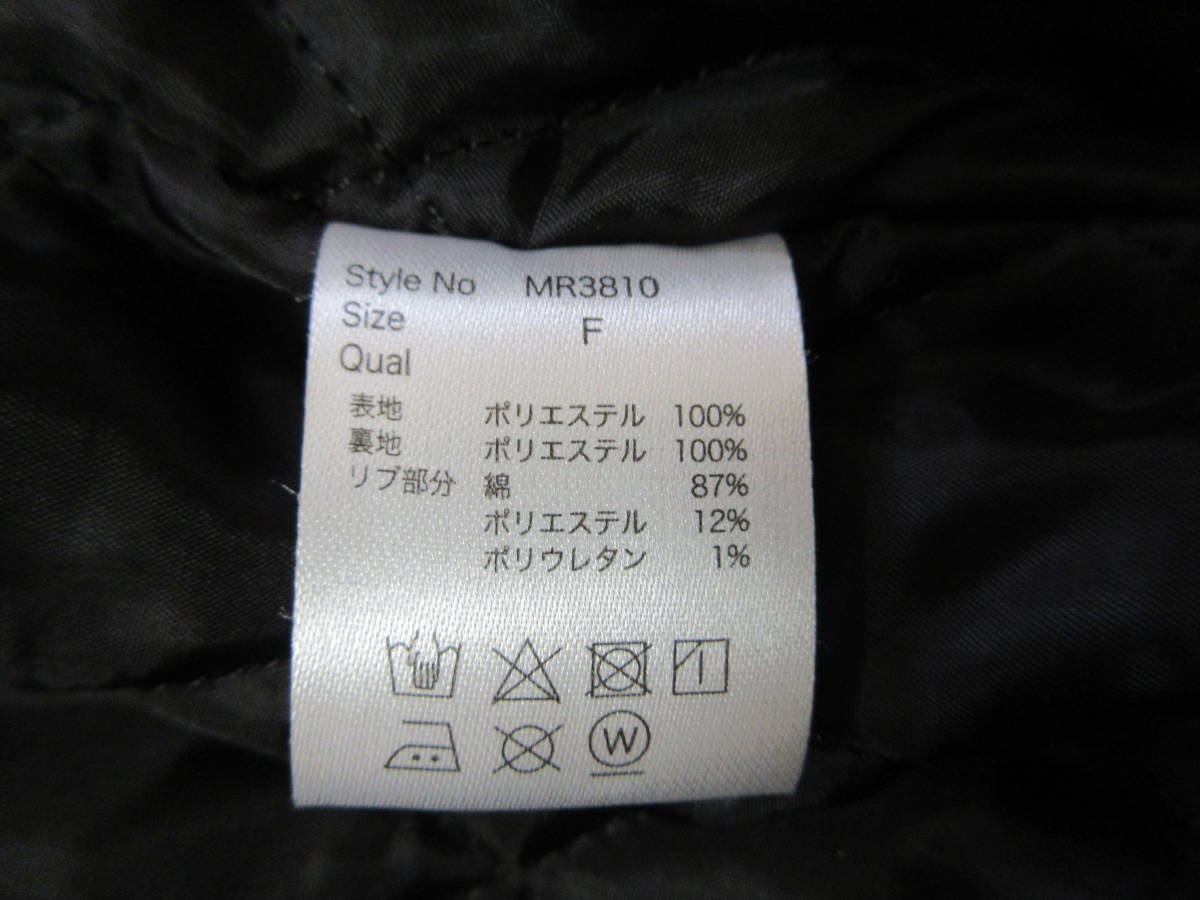 Style No MR3810
Size F
Qual
表地 ポリエステル 100%
裏地 ポリエステル 100%
リブ部分 綿 87%
ポリエステル 12%
ポリウレタン 1%
W